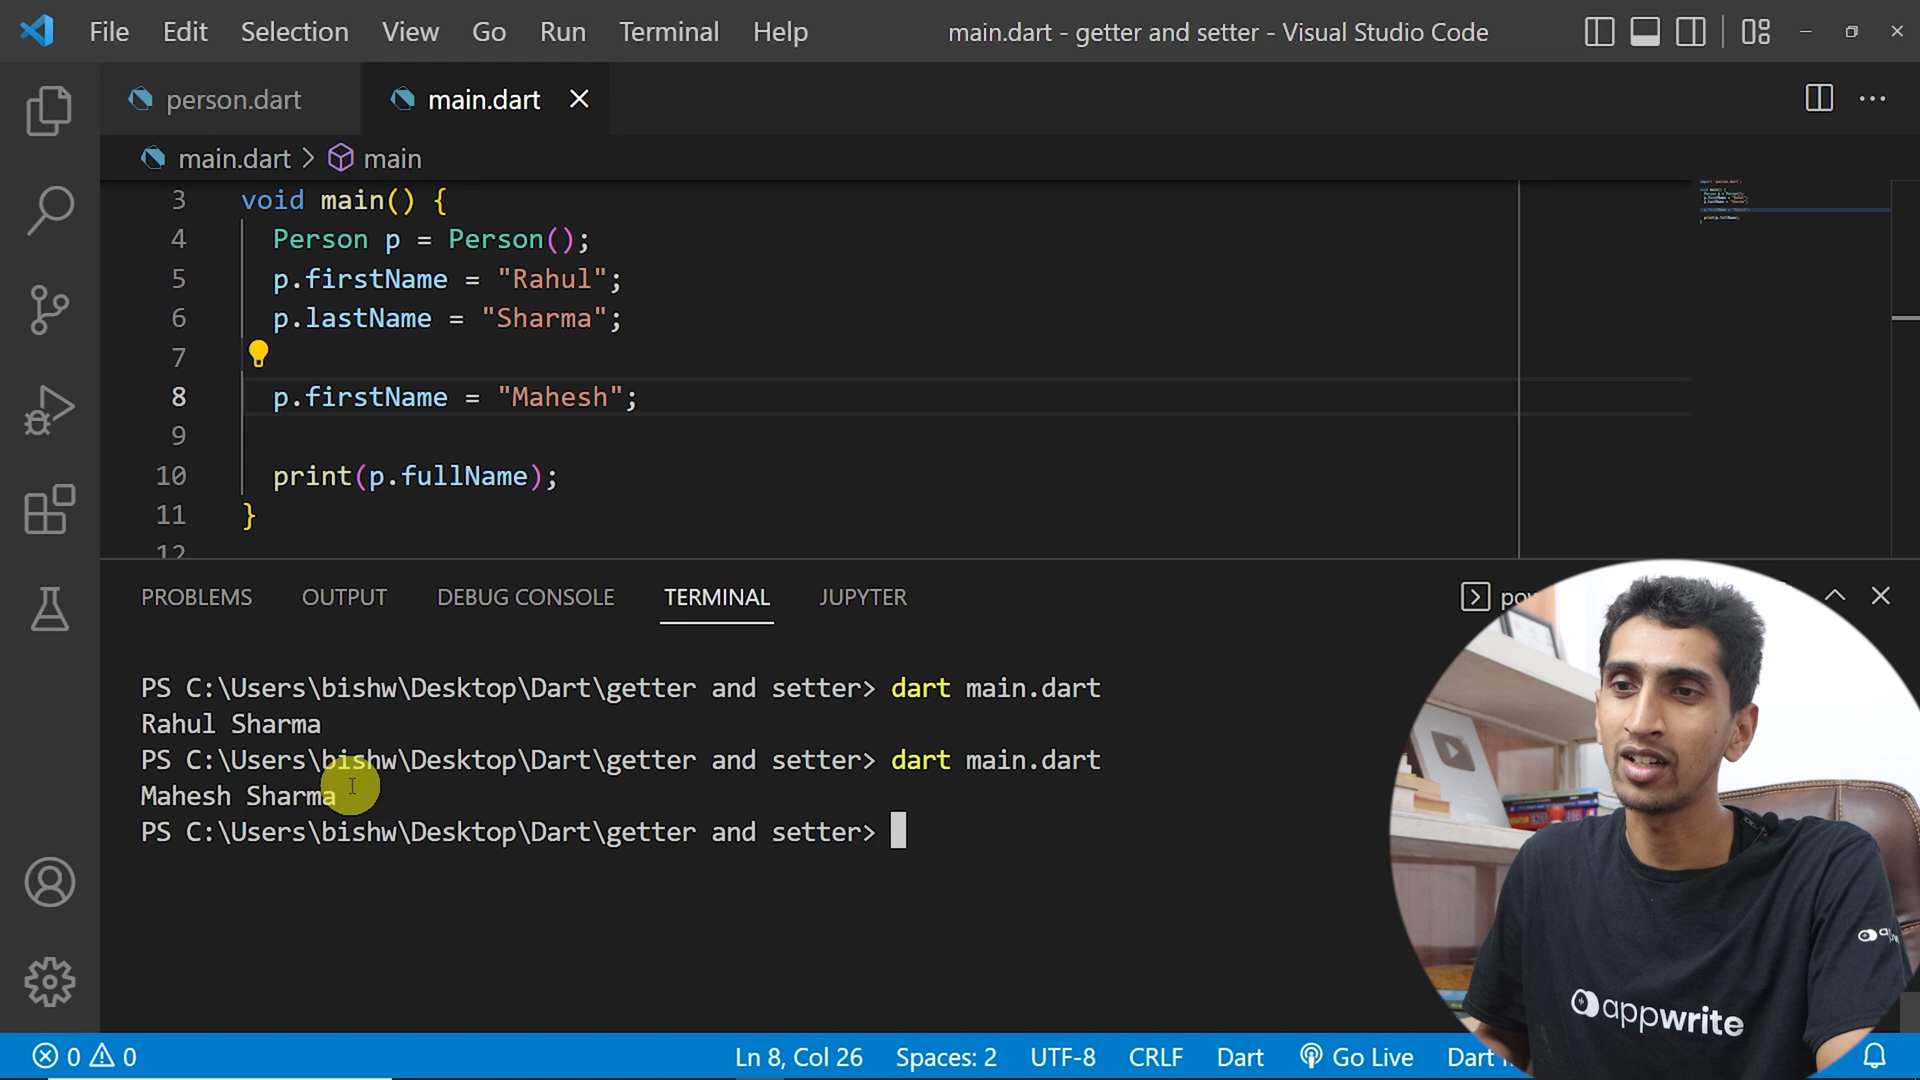 File Edit Selection View Go Run Terminal Help main.dart - getter and setter - Visual Studio Code
person.dart main.dart
main.dart > main
3 void main() {
4 Person p = Person();
5 p.firstName = "Rahul";
6 p.lastName = "Sharma";
7
8 p.firstName = "Mahesh";
9
10 print(p.fullName);
11 }
12
PROBLEMS OUTPUT DEBUG CONSOLE TERMINAL JUPYTER
PS C:\Users\bishw\Desktop\Dart\getter and setter> dart main.dart
Rahul Sharma
PS C:\Users\bishw\Desktop\Dart\getter and setter> dart main.dart
Mahesh Sharma
PS C:\Users\bishw\Desktop\Dart\getter and setter>
appwrite
0 0 Ln 8, Col 26 Spaces: 2 UTF-8 CRLF Dart Go Live Dart